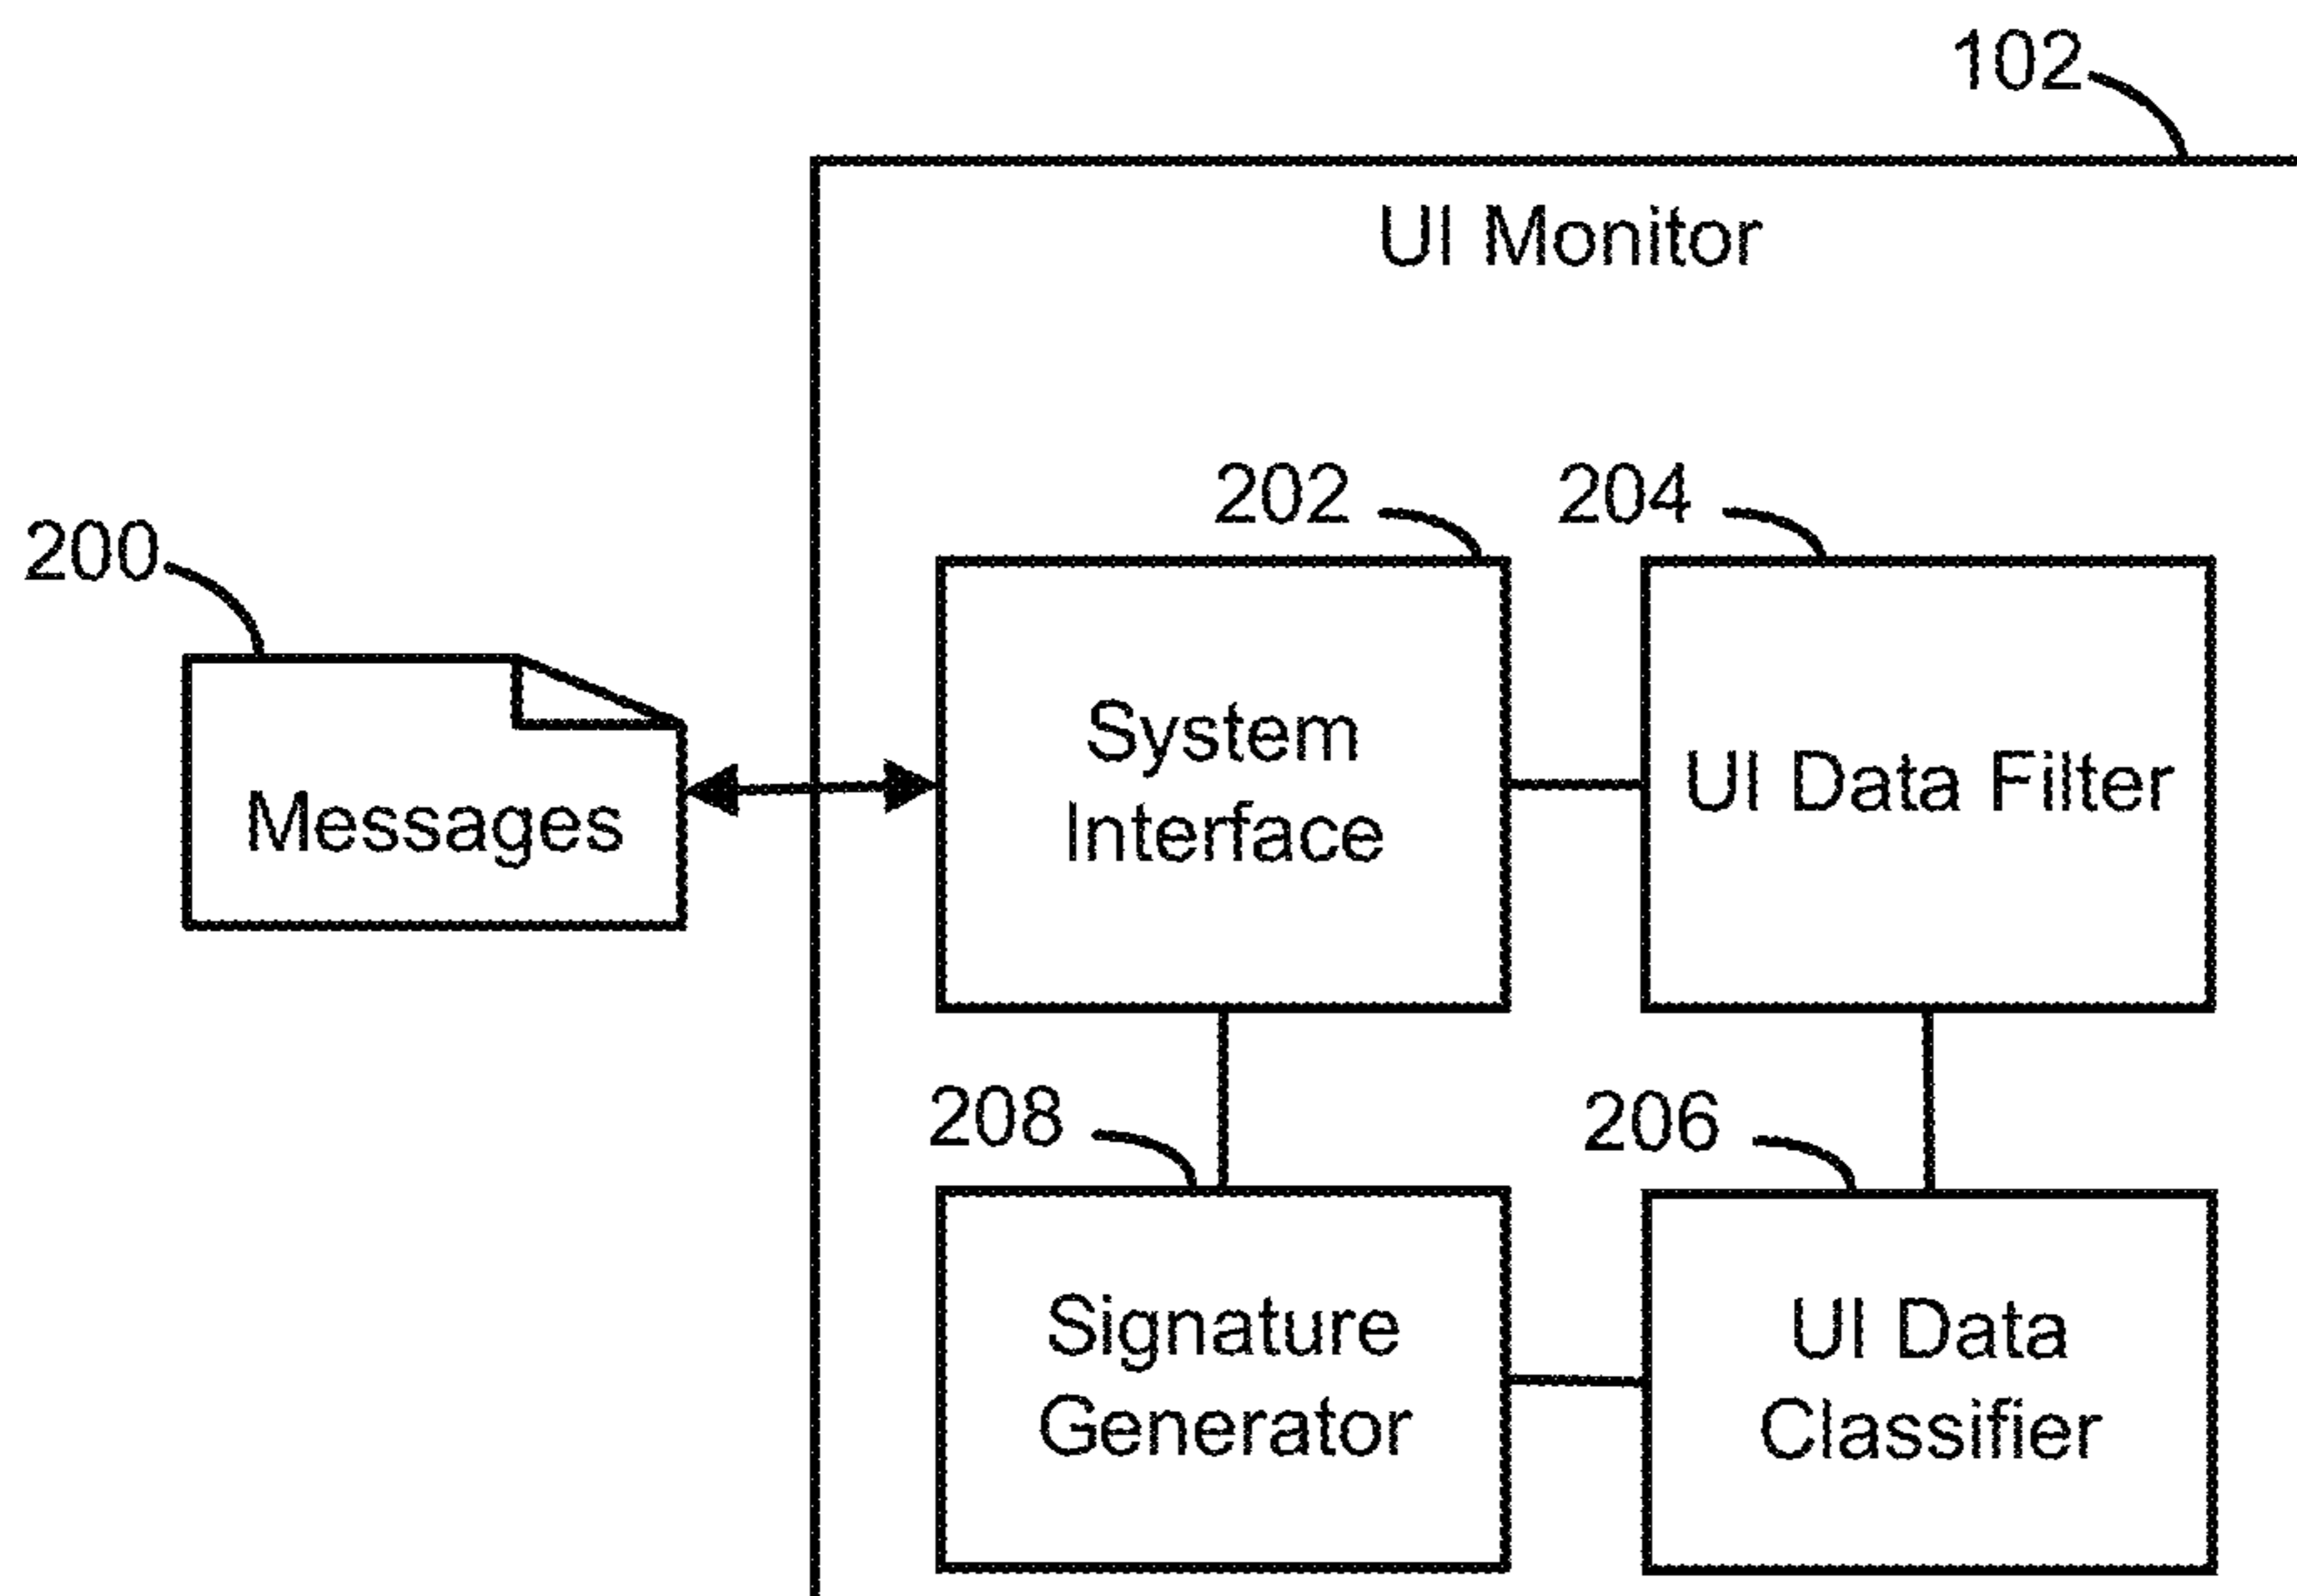 102
UI Monitor
202
204
200
System
Interface
UI Data Filter
Messages
208
206
Signature
Generator
UI Data
Classifier